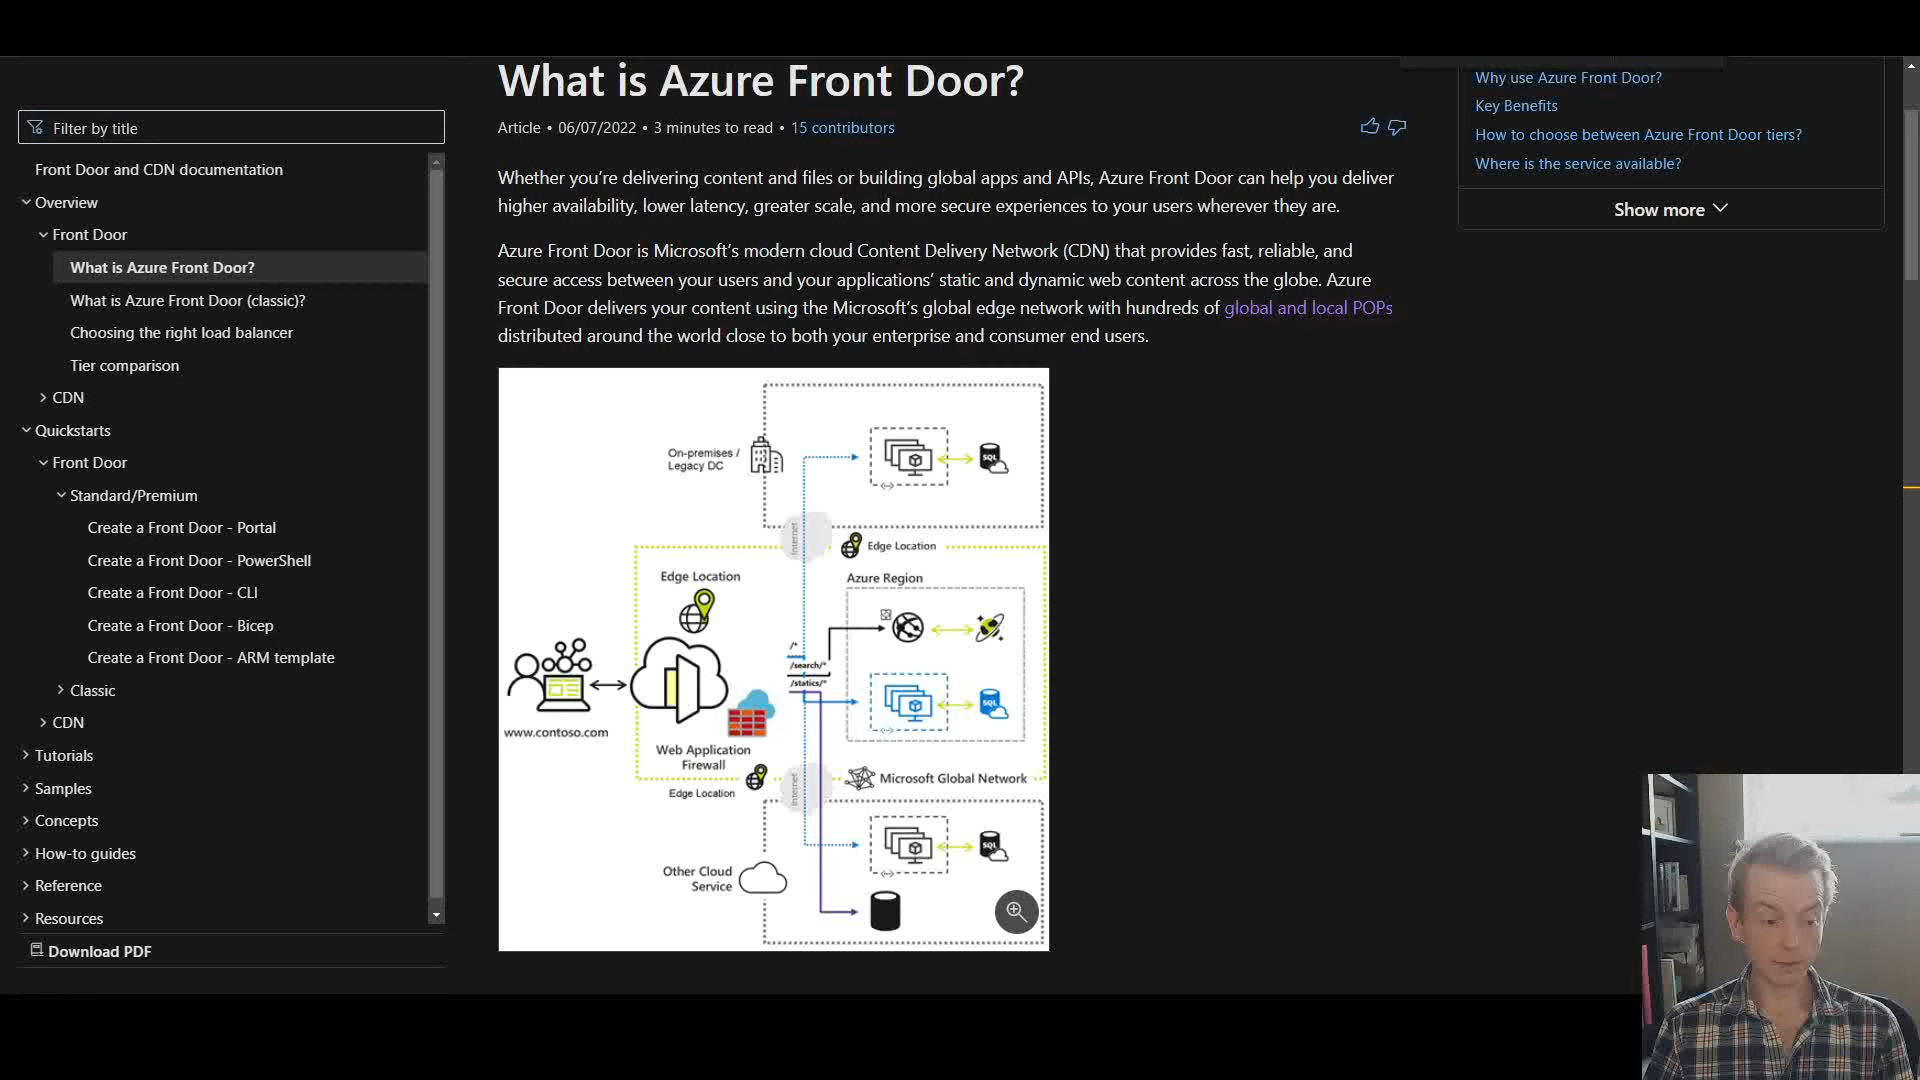 What is Azure Front Door?
Article • 06/07/2022 • 3 minutes to read • 15 contributors
Whether you’re delivering content and files or building global apps and APIs, Azure Front Door can help you deliver
higher availability, lower latency, greater scale, and more secure experiences to your users wherever they are.
Azure Front Door is Microsoft’s modern cloud Content Delivery Network (CDN) that provides fast, reliable, and
secure access between your users and your applications’ static and dynamic web content across the globe. Azure
Front Door delivers your content using the Microsoft’s global edge network with hundreds of global and local POPs
distributed around the world close to both your enterprise and consumer end users.
Filter by title
Front Door and CDN documentation
Overview
Front Door
What is Azure Front Door?
What is Azure Front Door (classic)?
Choosing the right load balancer
Tier comparison
CDN
Quickstarts
Front Door
Standard/Premium
Create a Front Door - Portal
Create a Front Door - PowerShell
Create a Front Door - CLI
Create a Front Door - Bicep
Create a Front Door - ARM template
Classic
CDN
Tutorials
Samples
Concepts
How-to guides
Reference
Resources
Download PDF
On-premises /
Legacy DC
SQL
Internet
Edge Location
Edge Location
Azure Region
/*
/search/*
/statics/*
SQL
www.contoso.com
Web Application
Firewall
Edge Location
Internet
Microsoft Global Network
SQL
Other Cloud
Service
Why use Azure Front Door?
Key Benefits
How to choose between Azure Front Door tiers?
Where is the service available?
Show more